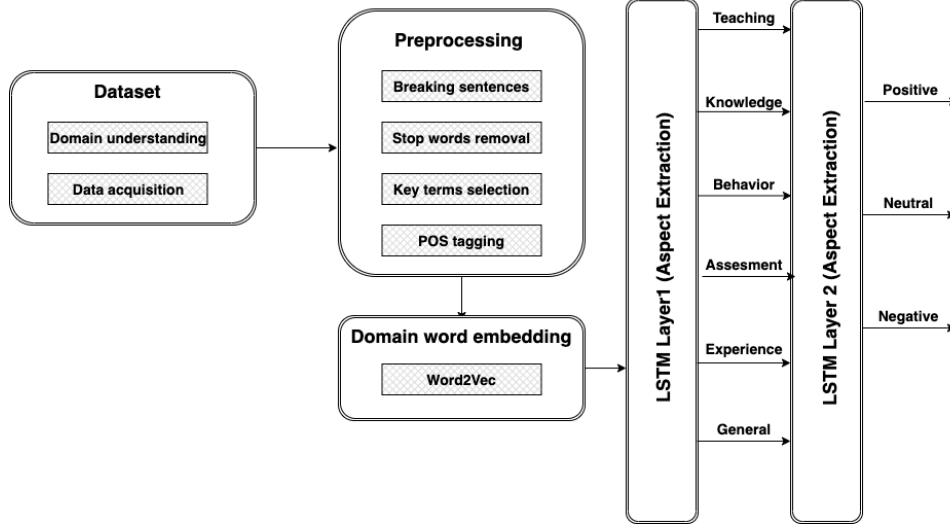 Dataset
Domain understanding
Data acquisition
Preprocessing
Breaking sentences
Stop words removal
Key terms selection
POS tagging
Domain word embedding
Word2Vec
LSTM Layer1 (Aspect Extraction)
Teaching
Knowledge
Behavior
Assesment
Experience
General
LSTM Layer 2 (Aspect Extraction)
Positive
Neutral
Negative